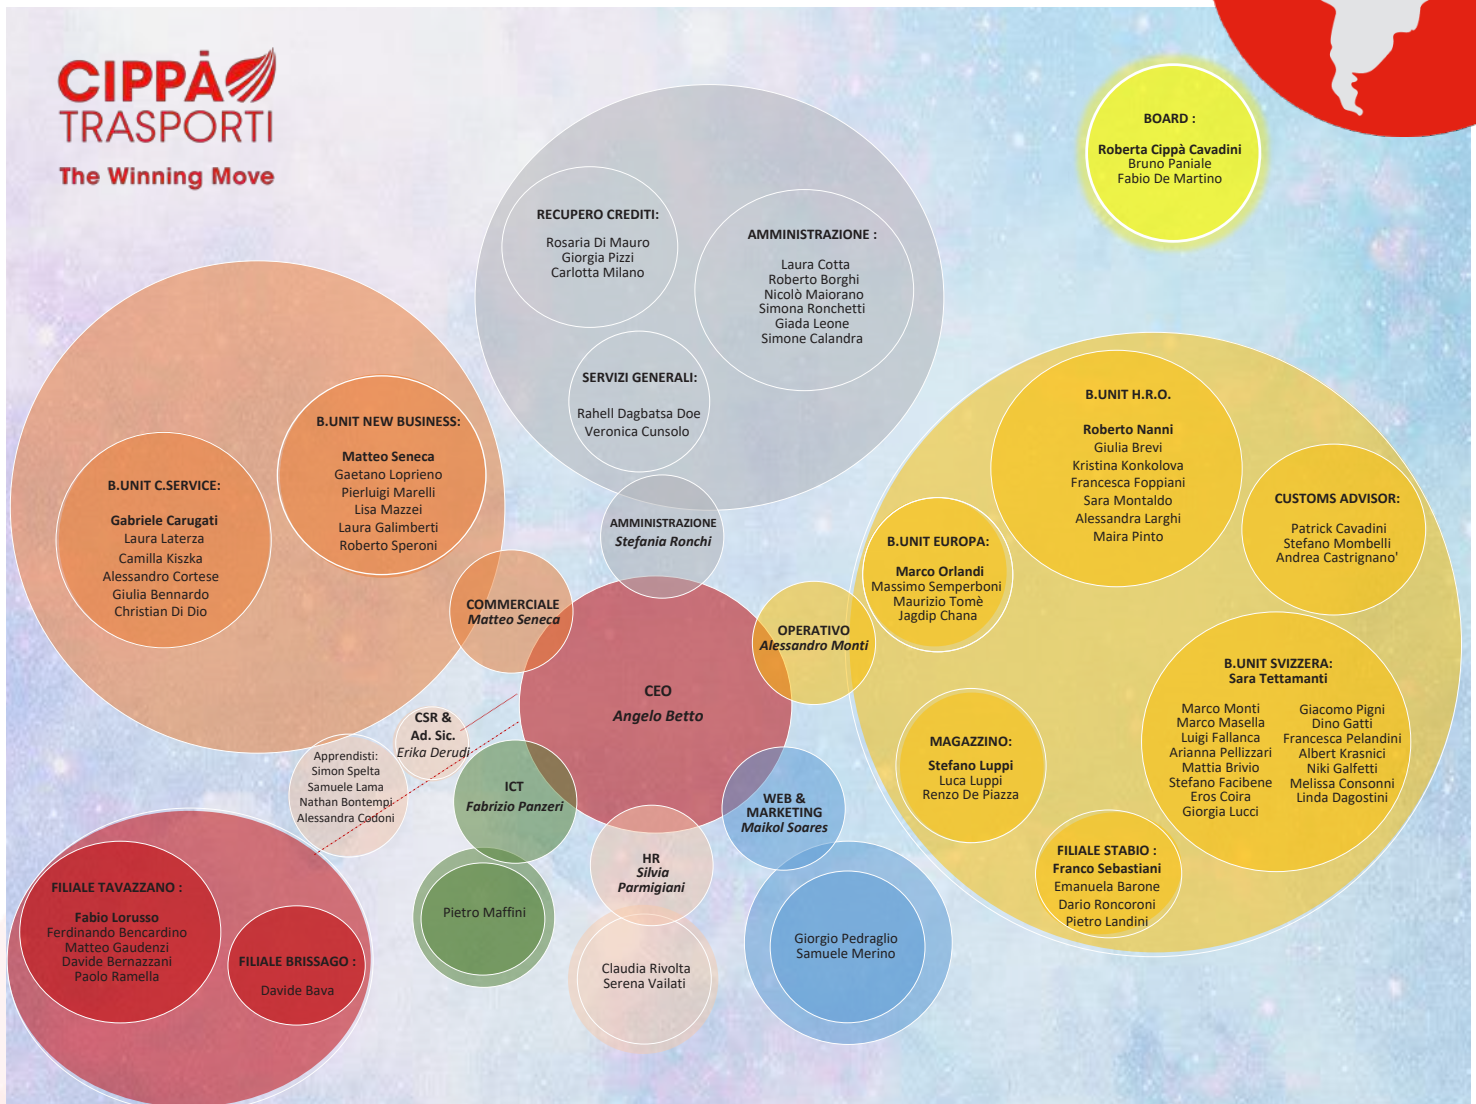 CIPPÀ
TRASPORTI
The Winning Move
BOARD :
Roberta Cippà Cavadini
Bruno Paniale
Fabio De Martino
RECUPERO CREDITI:
Rosaria Di Mauro
Giorgia Pizzi
Carlotta Milano
AMMINISTRAZIONE :
Laura Cotta
Roberto Borghi
Nicolò Maiorano
Simona Ronchetti
Giada Leone
Simone Calandra
SERVIZI GENERALI:
Rahell Dagbatsa Doe
Veronica Cunsolo
AMMINISTRAZIONE
Stefania Ronchi
B.UNIT NEW BUSINESS:
Matteo Seneca
Gaetano Loprieno
Pierluigi Marelli
Lisa Mazzei
Laura Galimberti
Roberto Speroni
B.UNIT C.SERVICE:
Gabriele Carugati
Laura Laterza
Camilla Kiszka
Alessandro Cortese
Giulia Bennardo
Christian Di Dio
COMMERCIALE
Matteo Seneca
OPERATIVO
Alessandro Monti
CEO
Angelo Betto
B.UNIT H.R.O.
Roberto Nanni
Giulia Brevi
Kristina Konkolova
Francesca Foppiani
Sara Montaldo
Alessandra Larghi
Maira Pinto
CUSTOMS ADVISOR:
Patrick Cavadini
Stefano Mombelli
Andrea Castrignano'
B.UNIT EUROPA:
Marco Orlandi
Massimo Semperboni
Maurizio Tomè
Jagdip Chana
B.UNIT SVIZZERA:
Sara Tettamanti
Marco Monti
Marco Masella
Luigi Fallanca
Arianna Pellizzari
Mattia Brivio
Stefano Facibene
Eros Coira
Giorgia Lucci
Giacomo Pigni
Dino Gatti
Francesca Pelandini
Albert Krasnici
Niki Galfetti
Melissa Consonni
Linda Dagostini
MAGAZZINO:
Stefano Luppi
Luca Luppi
Renzo De Piazza
FILIALE STABIO :
Franco Sebastiani
Emanuela Barone
Dario Roncoroni
Pietro Landini
CSR &
Ad. Sic.
Erika Derudi
Apprendisti:
Simon Spelta
Samuele Lama
Nathan Bontempi
Alessandra Codoni
ICT
Fabrizio Panzeri
Pietro Maffini
HR
Silvia
Parmigiani
Claudia Rivolta
Serena Vailati
WEB &
MARKETING
Maikol Soares
Giorgio Pedraglio
Samuele Merino
FILIALE TAVAZZANO :
Fabio Lorusso
Ferdinando Bencardino
Matteo Gaudenzi
Davide Bernazzani
Paolo Ramella
FILIALE BRISSAGO :
Davide Bava